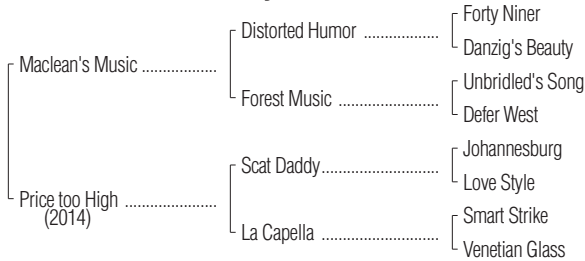 Forty Niner
Distorted Humor ..................
Danzig's Beauty
Maclean's Music ..................
Unbridled's Song
Forest Music ........................
Defer West
Johannesburg
Scat Daddy............................
Love Style
Price too High ......................
(2014)
Smart Strike
La Capella .............................
Venetian Glass